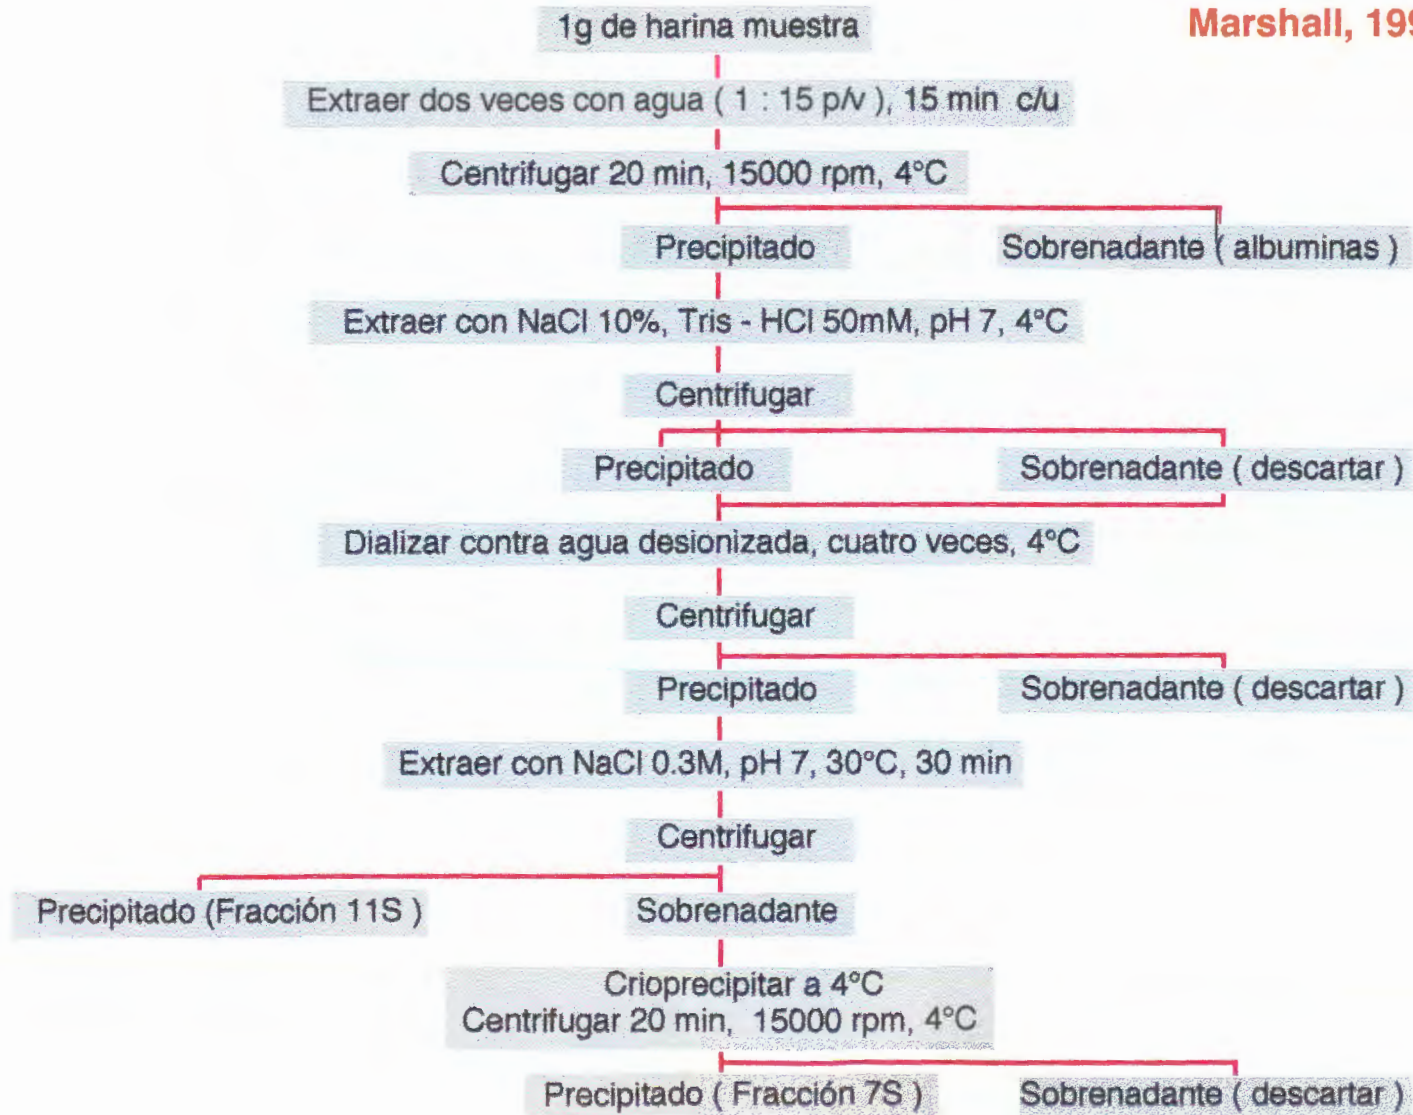 Marshall, 199
1g de harina muestra
Extraer dos veces con agua ( 1 : 15 p/v ), 15 min c/u
Centrifugar 20 min, 15000 rpm, 4°C
Precipitado
Sobrenadante ( albuminas )
Extraer con NaCl 10%, Tris - HCl 50mM, pH 7, 4°C
Centrifugar
Precipitado
Sobrenadante ( descartar )
Dializar contra agua desionizada, cuatro veces, 4°C
Centrifugar
Precipitado
Sobrenadante ( descartar )
Extraer con NaCl 0.3M, pH 7, 30°C, 30 min
Centrifugar
Precipitado (Fracción 11S )
Sobrenadante
Crioprecipitar a 4°C
Centrifugar 20 min, 15000 rpm, 4°C
Precipitado ( Fracción 7S )
Sobrenadante ( descartar )